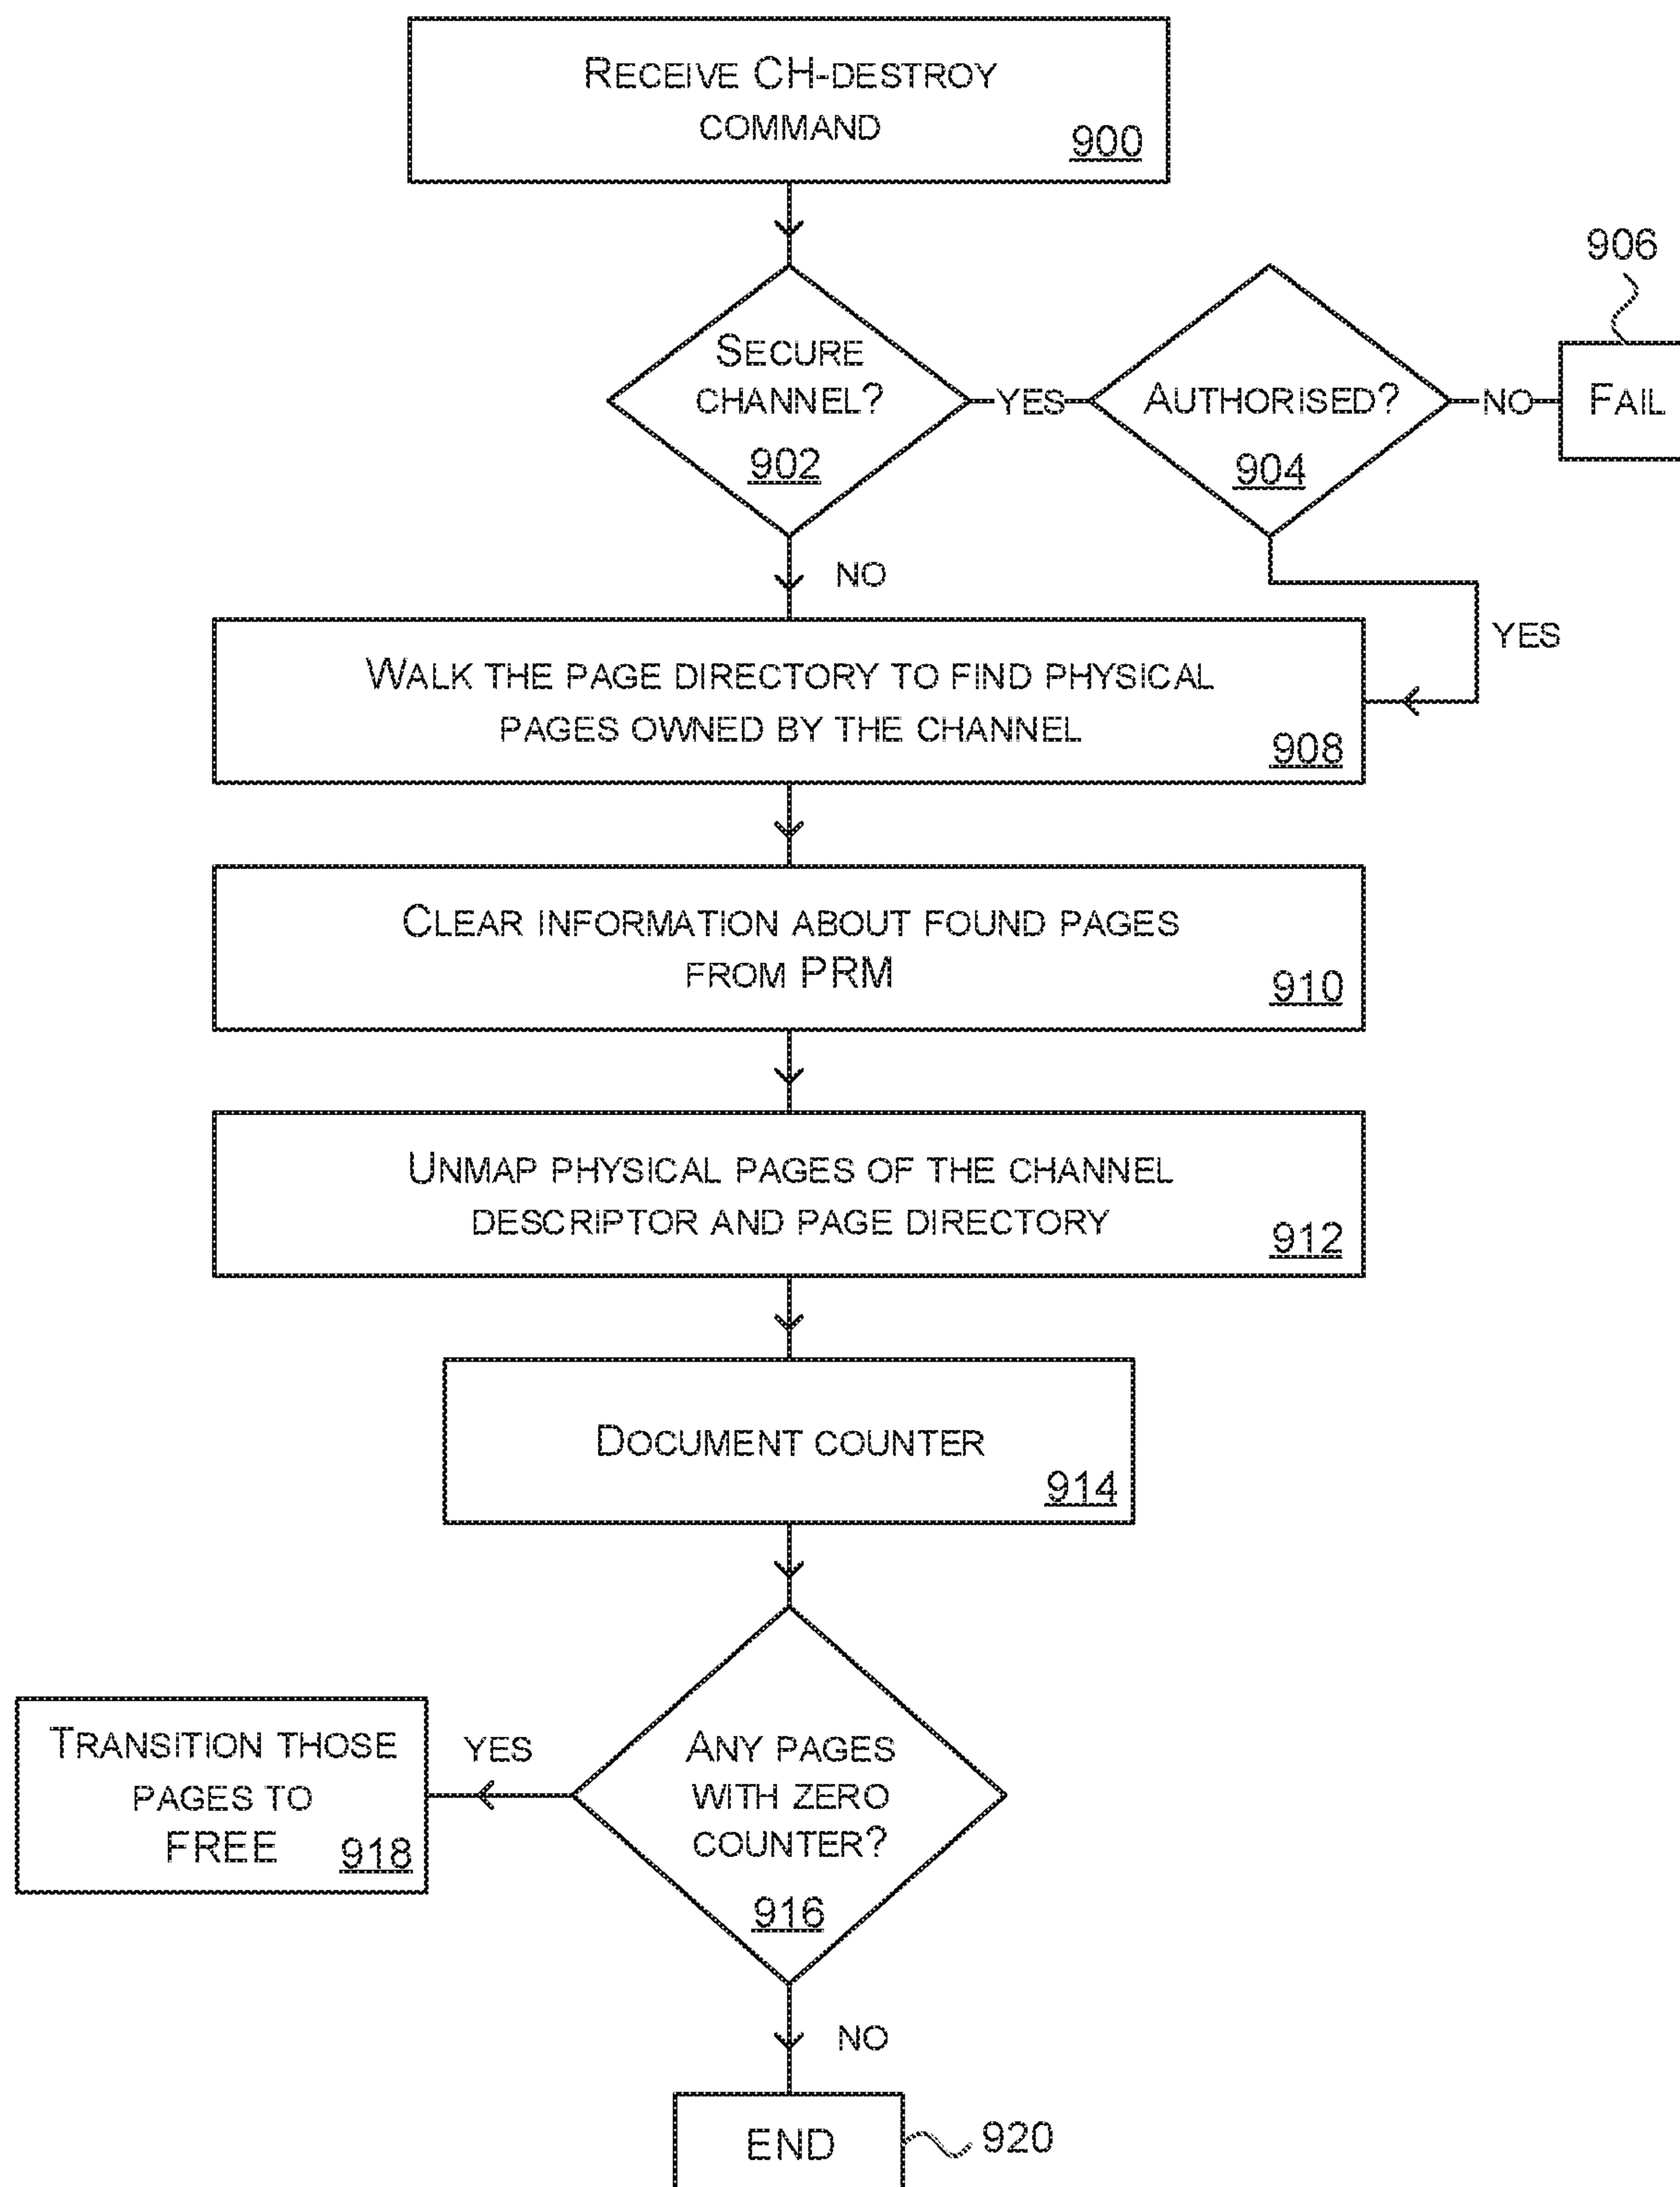 RECEIVE CH-DESTROY
COMMAND
900
906
SECURE
CHANNEL?
902
YES
AUTHORISED?
904
NO
FAIL
NO
YES
WALK THE PAGE DIRECTORY TO FIND PHYSICAL
PAGES OWNED BY THE CHANNEL
908
CLEAR INFORMATION ABOUT FOUND PAGES
FROM PRM
910
UNMAP PHYSICAL PAGES OF THE CHANNEL
DESCRIPTOR AND PAGE DIRECTORY
912
DOCUMENT COUNTER
914
TRANSITION THOSE
PAGES TO
FREE
918
YES
ANY PAGES
WITH ZERO
COUNTER?
916
NO
END
920